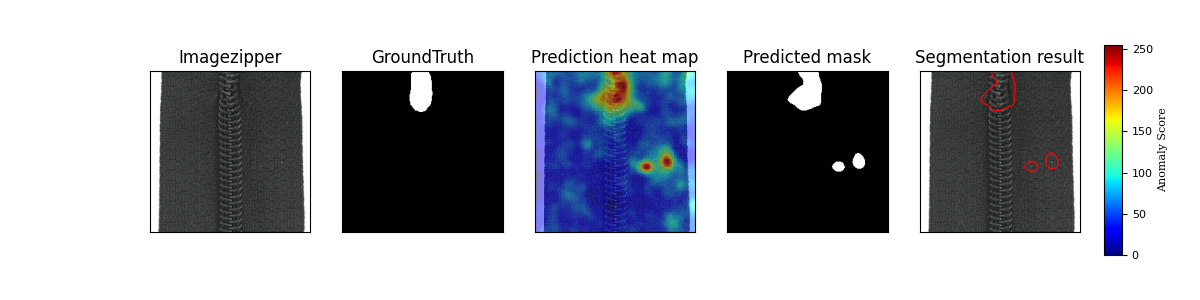 Imagezipper
GroundTruth
Prediction heat map
Predicted mask
Segmentation result
250
200
150
100
50
0
Anomaly Score